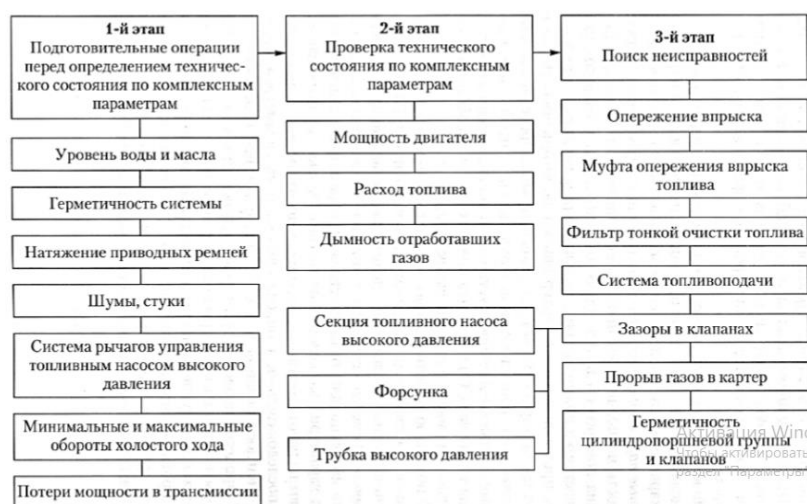 1-й этап
Подготовительные операции
перед определением техничес-
кого состояния по комплексным
параметрам
Уровень воды и масла
Герметичность системы
Натяжение приводных ремней
Шумы, стуки
Система рычагов управления
топливным насосом высокого
давления
Минимальные и максимальные
обороты холостого хода
Потери мощности в трансмиссии
2-й этап
Проверка технического
состояния по комплексным
параметрам
Мощность двигателя
Расход топлива
Дымность отработавших
газов
Секция топливного насоса
высокого давления
Форсунка
Трубка высокого давления
3-й этап
Поиск неисправностей
Опережение впрыска
Муфта опережения впрыска
топлива
Фильтр тонкой очистки топлива
Система топливоподачи
Зазоры в клапанах
Прорыв газов в картер
Герметичность
цилиндропоршневой группы
и клапанов
Активация Wind
Чтобы активировать
раздел "Параметры